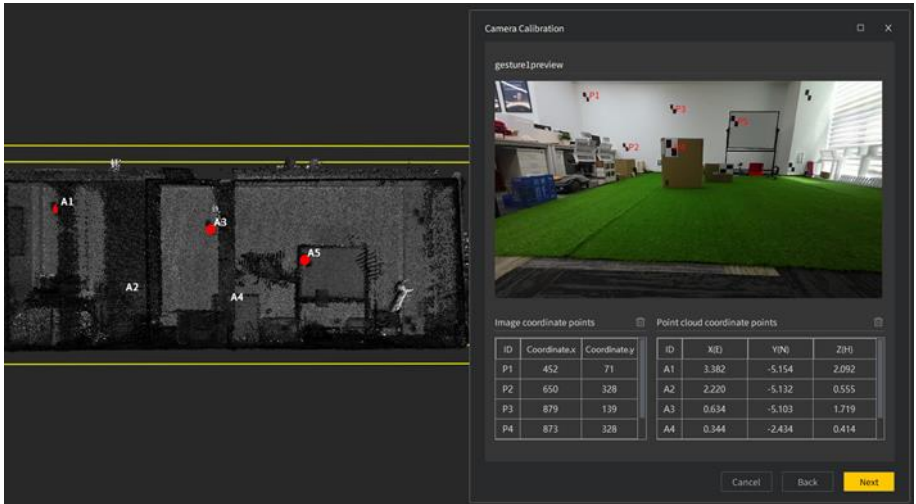 Camera Calibration
gesture1preview
P1
P3
P5
P2
A1
A3
A5
A2
A4
Image coordinate points
Point cloud coordinate points
ID Coordinate.x Coordinate.y
P1 452 71
P2 650 328
P3 879 139
P4 873 328
ID X(E) Y(N) Z(H)
A1 3.382 -5.154 2.092
A2 2.220 -5.132 0.555
A3 0.634 -5.103 1.719
A4 0.344 -2.434 0.414
Cancel Back Next